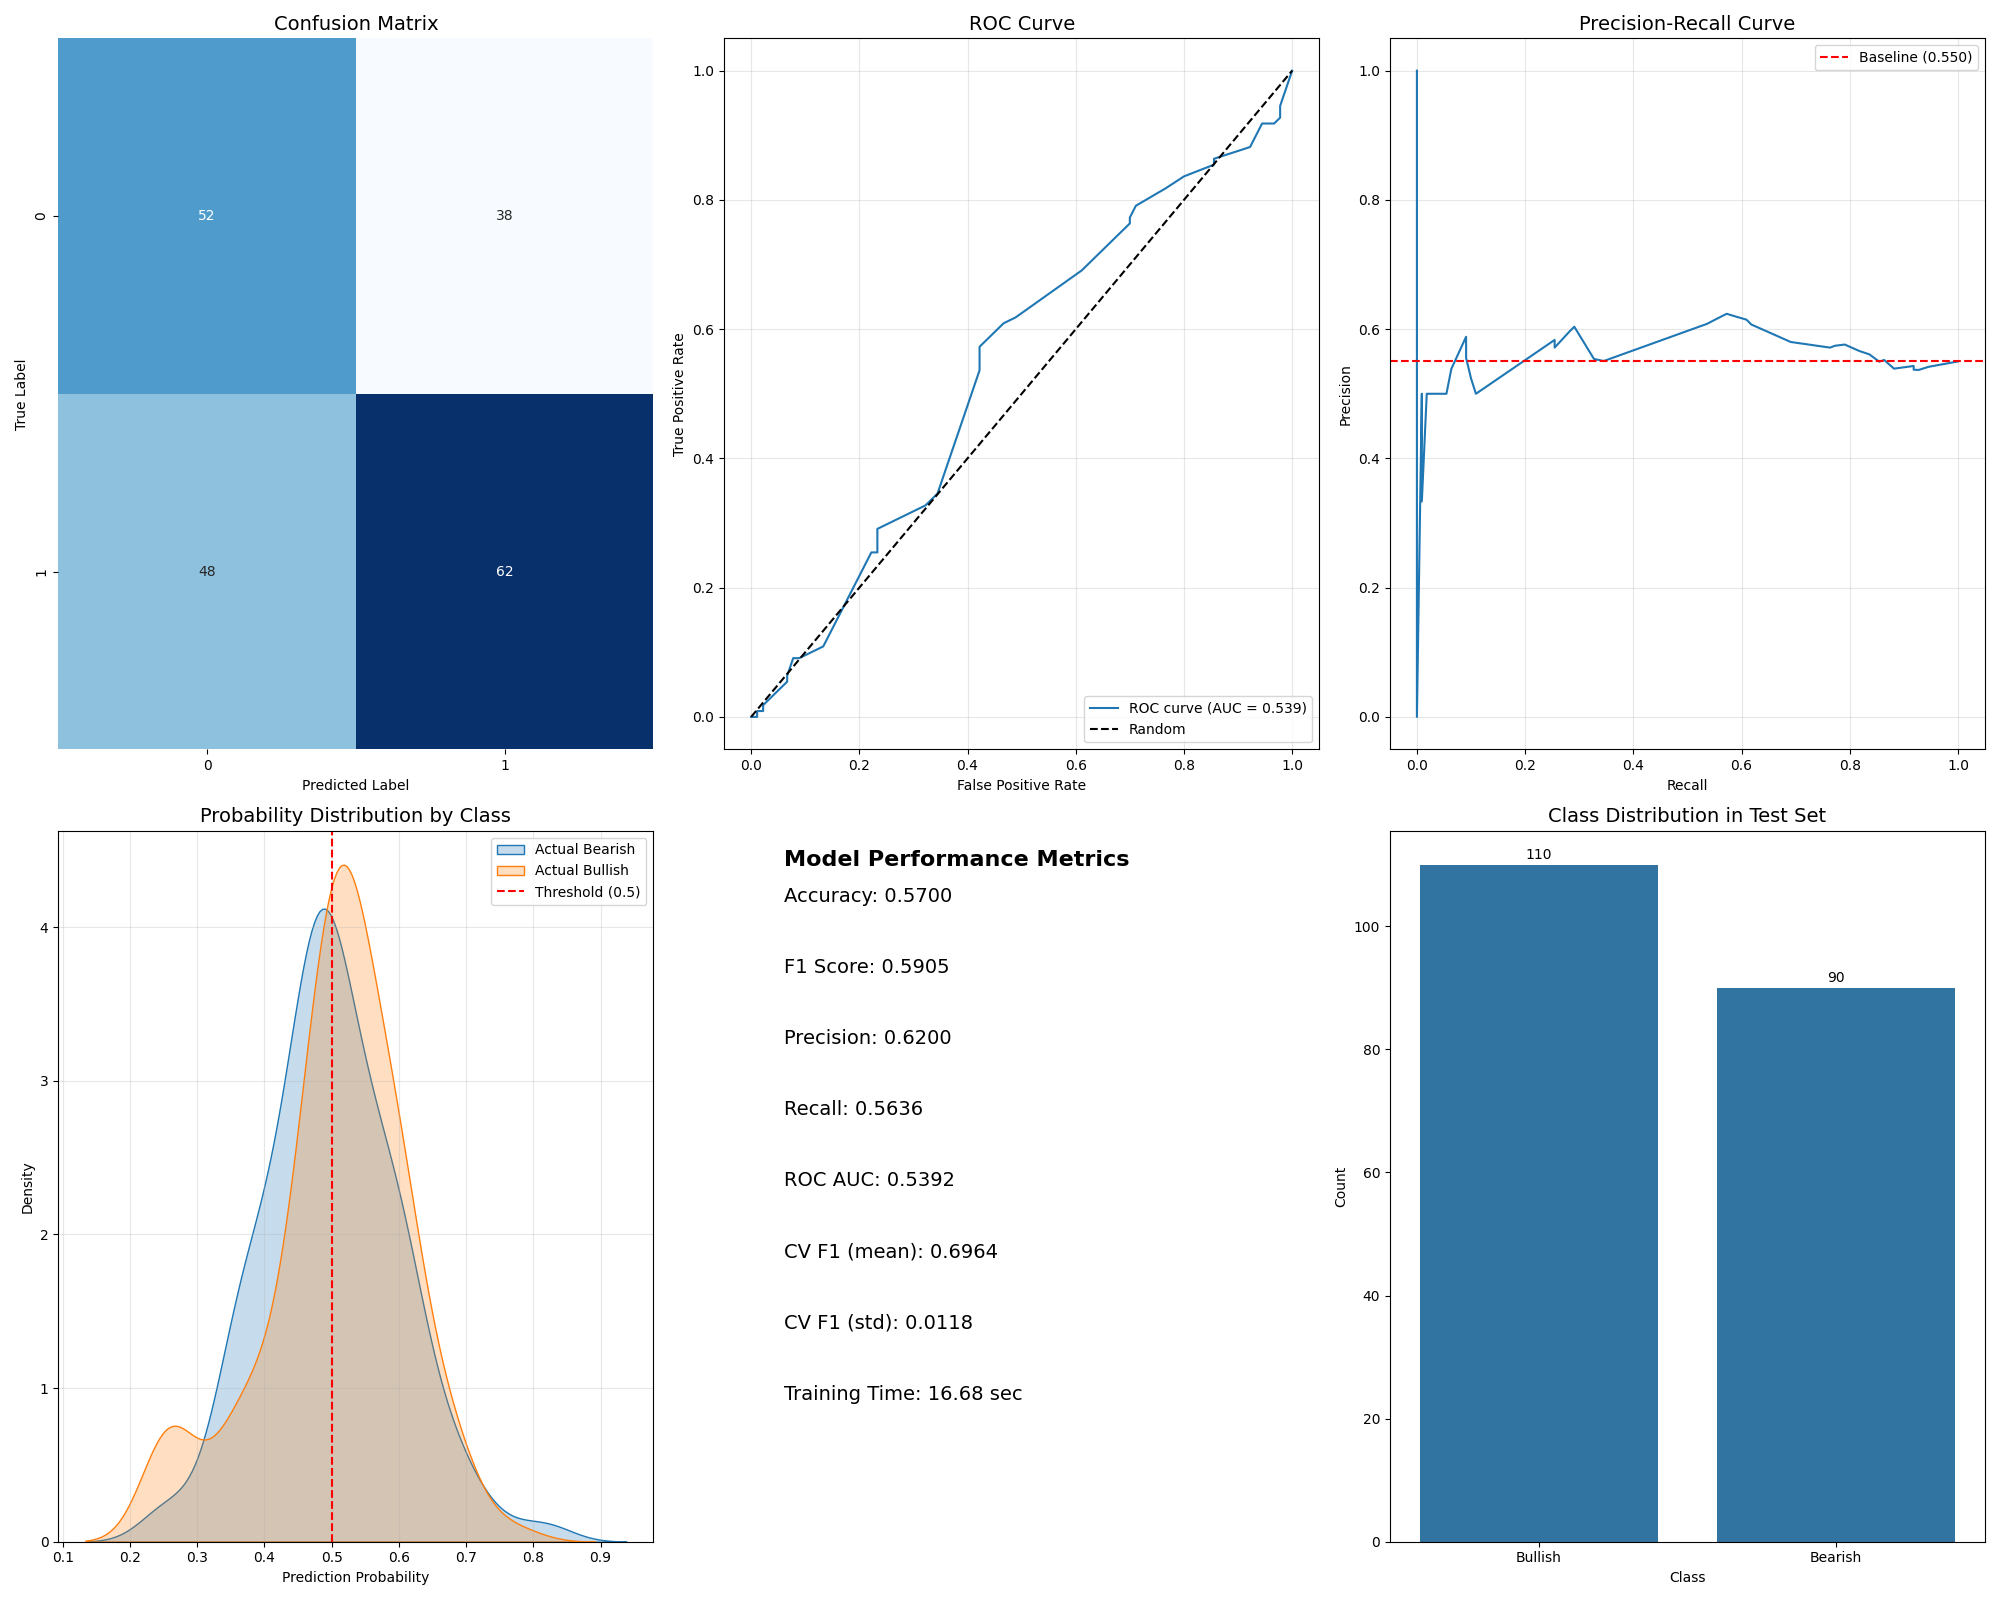 Confusion Matrix
True Label
0
1
52
38
48
62
0
1
Predicted Label
ROC Curve
True Positive Rate
1.0
0.8
0.6
0.4
0.2
0.0
ROC curve (AUC = 0.539)
Random
0.0
0.2
0.4
0.6
0.8
1.0
False Positive Rate
Precision-Recall Curve
Baseline (0.550)
Precision
1.0
0.8
0.6
0.4
0.2
0.0
0.0
0.2
0.4
0.6
0.8
1.0
Recall
Probability Distribution by Class
Actual Bearish
Actual Bullish
Threshold (0.5)
Density
4
3
2
1
0
0.1
0.2
0.3
0.4
0.5
0.6
0.7
0.8
0.9
Prediction Probability
Model Performance Metrics
Accuracy: 0.5700
F1 Score: 0.5905
Precision: 0.6200
Recall: 0.5636
ROC AUC: 0.5392
CV F1 (mean): 0.6964
CV F1 (std): 0.0118
Training Time: 16.68 sec
Class Distribution in Test Set
110
90
Count
100
80
60
40
20
0
Bullish
Bearish
Class